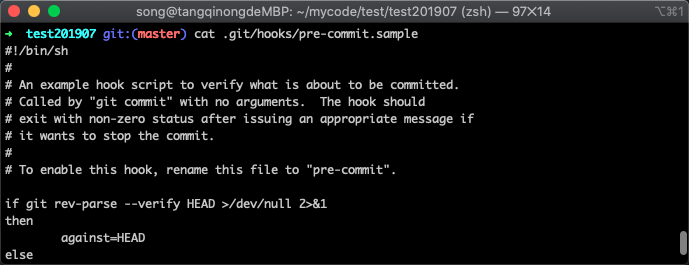 song@tangqinongdeMBP: ~/mycode/test/test201907 (zsh) — 97×14
⌥⌘1
➜  test201907 git:(master) cat .git/hooks/pre-commit.sample
#!/bin/sh
#
# An example hook script to verify what is about to be committed.
# Called by "git commit" with no arguments.  The hook should
# exit with non-zero status after issuing an appropriate message if
# it wants to stop the commit.
#
# To enable this hook, rename this file to "pre-commit".

if git rev-parse --verify HEAD >/dev/null 2>&1
then
        against=HEAD
else